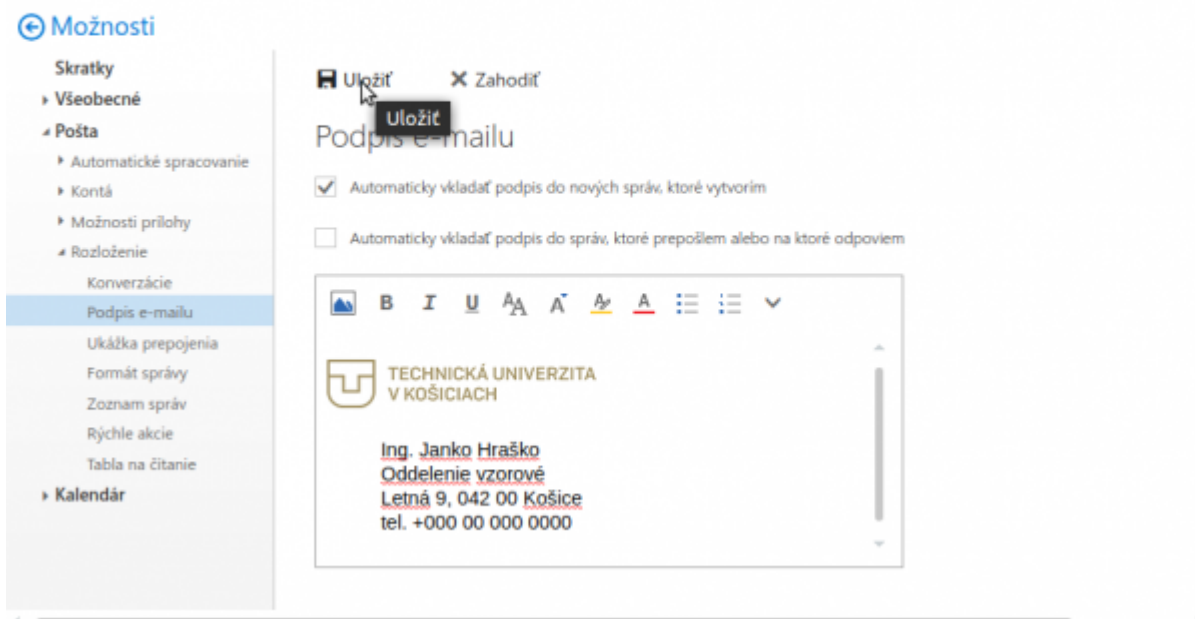 Možnosti
Skratky
Všeobecné
Pošta
Automatické spracovanie
Kontá
Možnosti prílohy
Rozloženie
Konverzácie
Podpis e-mailu
Ukážka prepojenia
Formát správy
Zoznam správ
Rýchle akcie
Tabla na čítanie
Kalendár
Uložiť
Zahodiť
Uložiť
Podpis e-mailu
Automaticky vkladať podpis do nových správ, ktoré vytvorím
Automaticky vkladať podpis do správ, ktoré prepošlem alebo na ktoré odpoviem
TECHNICKÁ UNIVERZITA
V KOŠICIACH
Ing. Janko Hraško
Oddelenie vzorové
Letná 9, 042 00 Košice
tel. +000 00 000 0000